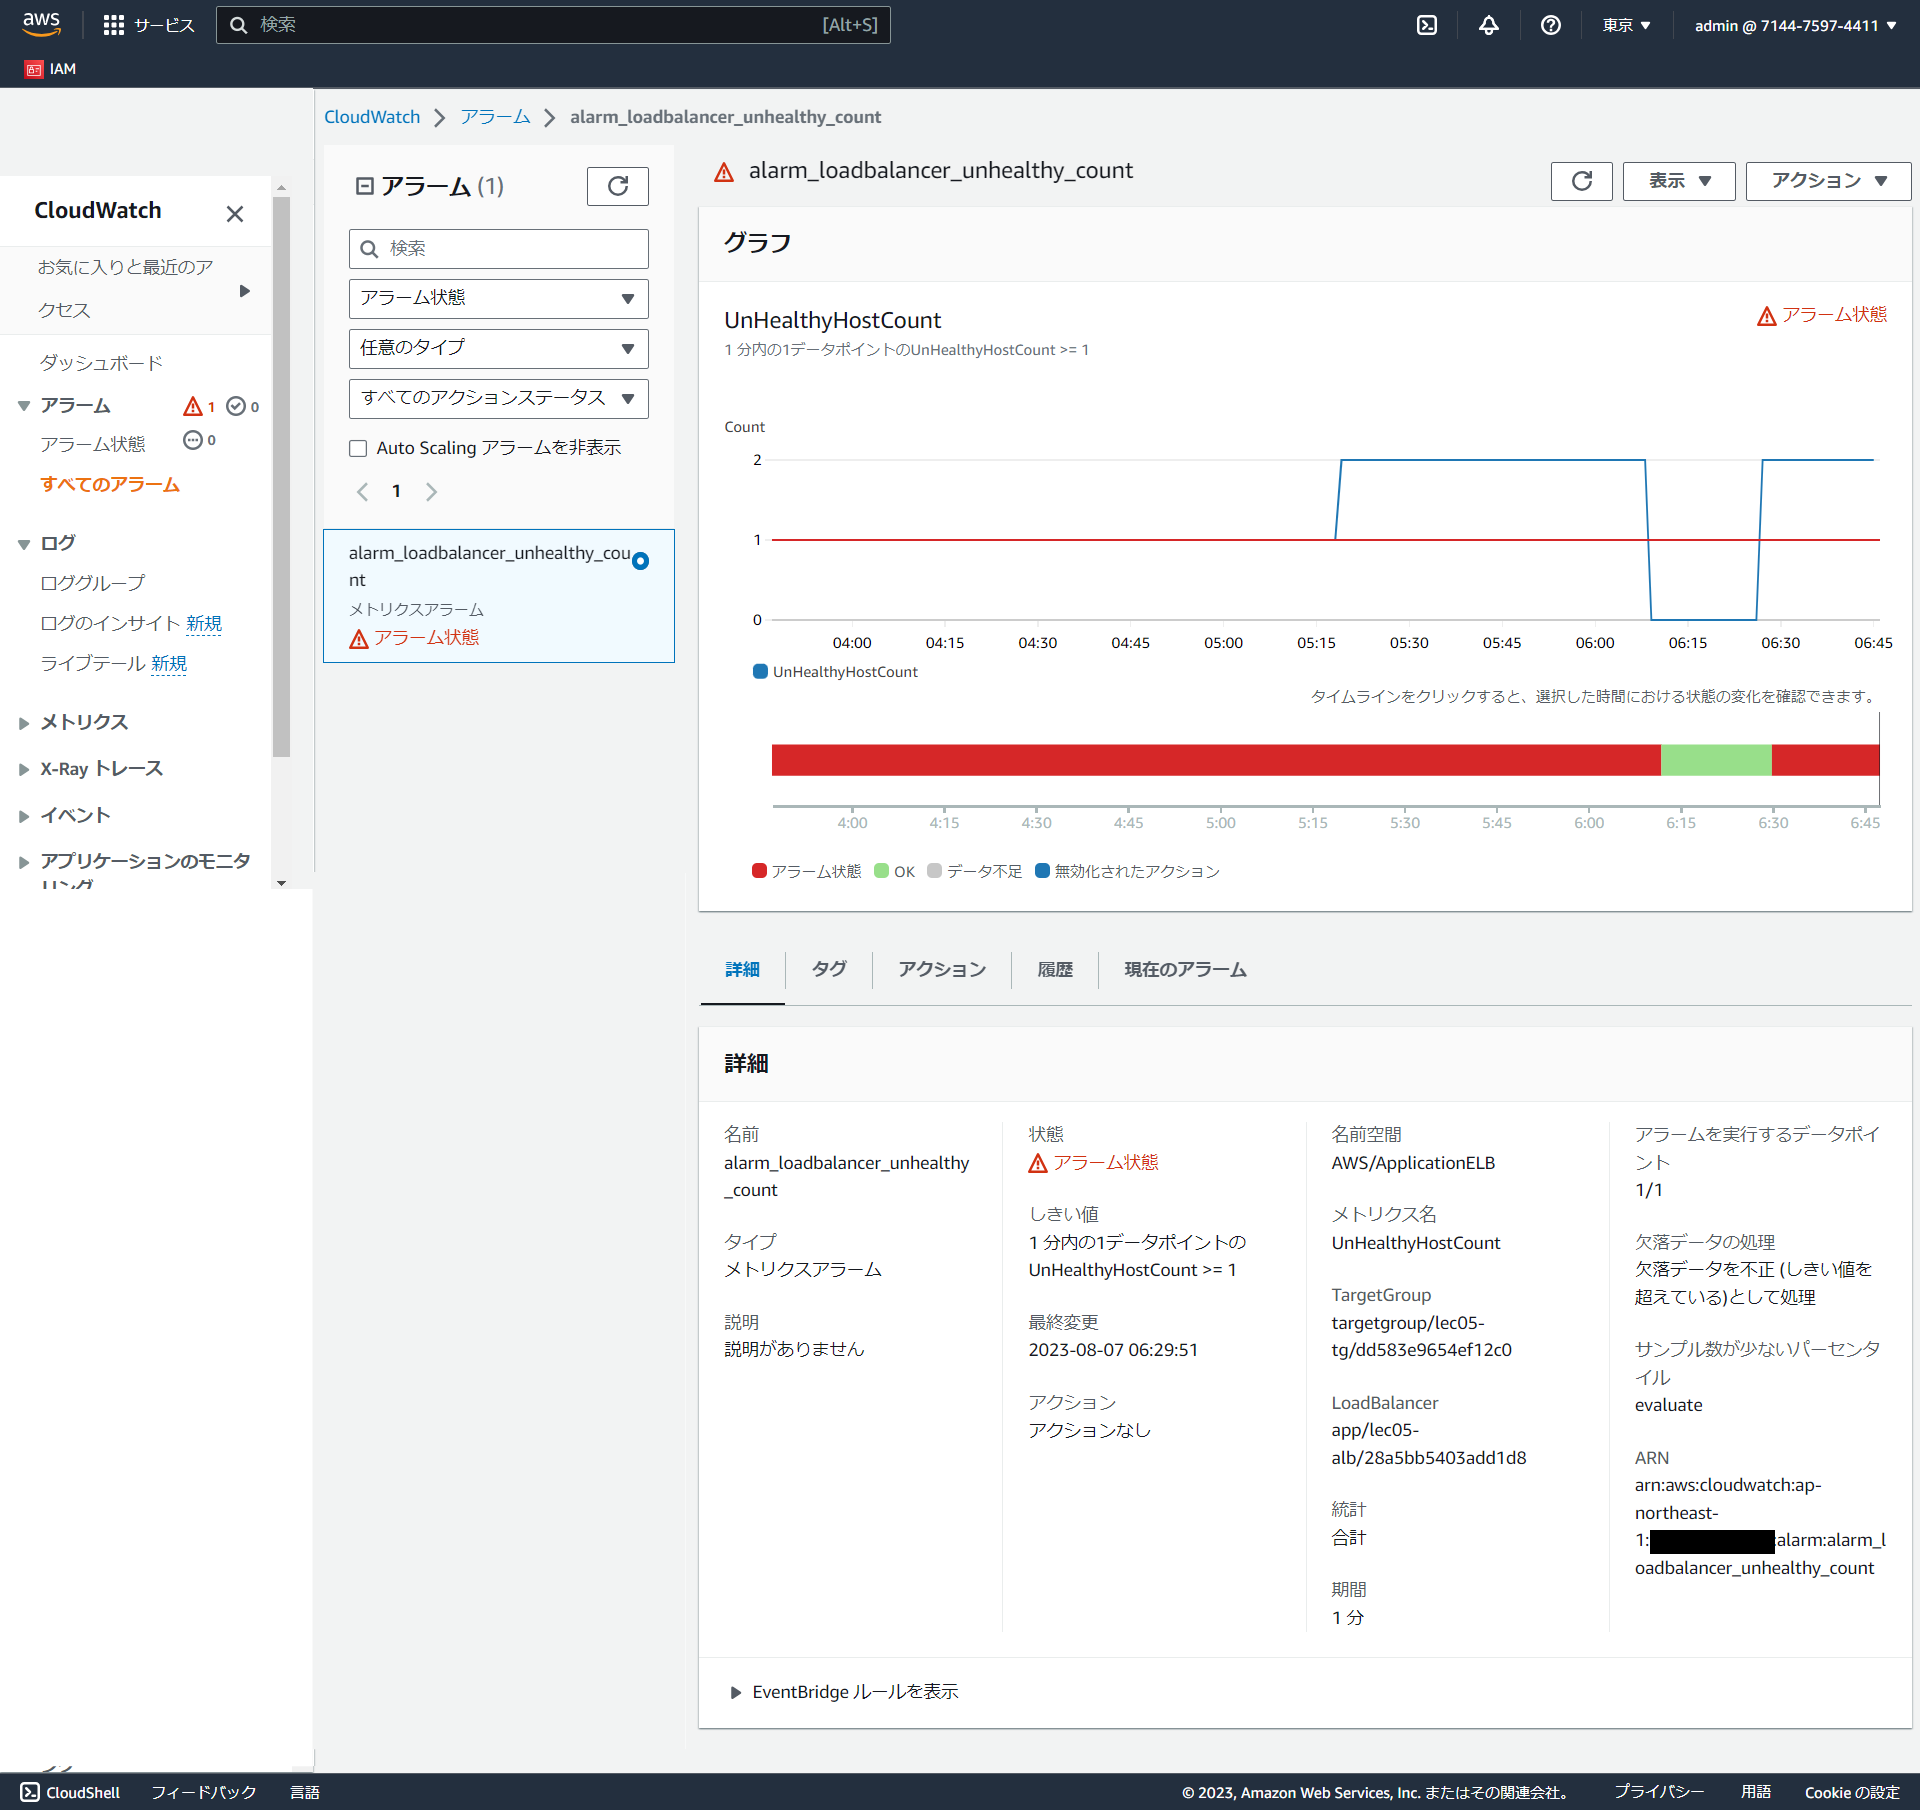 aws
サービス
検索
[Alt+S]
東京
admin @ 7144-7597-4411
IAM
CloudWatch
お気に入りと最近のア
クセス
ダッシュボード
アラーム
1
0
アラーム状態
0
すべてのアラーム
ログ
ロググループ
ログのインサイト 新規
ライブテール 新規
メトリクス
X-Ray トレース
イベント
アプリケーションのモニタ
リング
CloudWatch
アラーム
alarm_loadbalancer_unhealthy_count
アラーム (1)
検索
アラーム状態
任意のタイプ
すべてのアクションステータス
Auto Scaling アラームを非表示
1
alarm_loadbalancer_unhealthy_cou
nt
メトリクスアラーム
アラーム状態
alarm_loadbalancer_unhealthy_count
表示
アクション
グラフ
UnHealthyHostCount
アラーム状態
1 分内の1データポイントのUnHealthyHostCount >= 1
Count
2
1
0
04:00 04:15 04:30 04:45 05:00 05:15 05:30 05:45 06:00 06:15 06:30 06:45
UnHealthyHostCount
タイムラインをクリックすると、選択した時間における状態の変化を確認できます。
4:00 4:15 4:30 4:45 5:00 5:15 5:30 5:45 6:00 6:15 6:30 6:45
アラーム状態 OK データ不足 無効化されたアクション
詳細
タグ
アクション
履歴
現在のアラーム
詳細
名前
alarm_loadbalancer_unhealthy
_count
タイプ
メトリクスアラーム
説明
説明がありません
状態
アラーム状態
しきい値
1 分内の1データポイントの
UnHealthyHostCount >= 1
最終変更
2023-08-07 06:29:51
アクション
アクションなし
名前空間
AWS/ApplicationELB
メトリクス名
UnHealthyHostCount
TargetGroup
targetgroup/lec05-
tg/dd583e9654ef12c0
LoadBalancer
app/lec05-
alb/28a5bb5403add1d8
統計
合計
期間
1 分
アラームを実行するデータポイ
ント
1/1
欠落データの処理
欠落データを不正 (しきい値を
超えている)として処理
サンプル数が少ないパーセンタ
イル
evaluate
ARN
arn:aws:cloudwatch:ap-
northeast-
1: :alarm:alarm_l
oadbalancer_unhealthy_count
EventBridge ルールを表示
CloudShell
フィードバック
言語
© 2023, Amazon Web Services, Inc. またはその関連会社。
プライバシー
用語
Cookie の設定